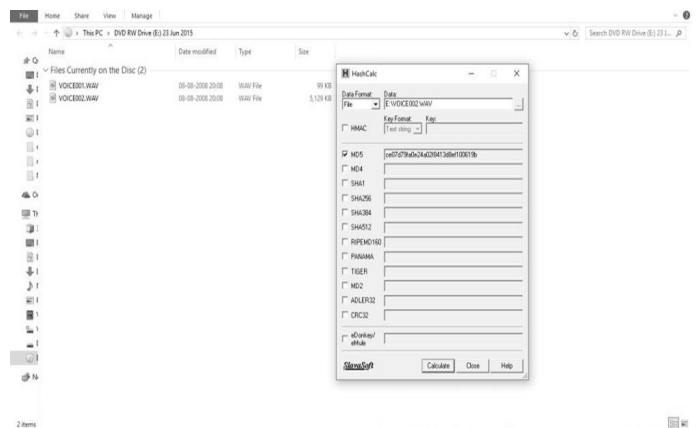 File Home Share View Manage
This PC > DVD RW Drive (E:) 23 Jun 2015
Search DVD RW Drive (E:) 23 J...
Name Date modified Type Size
Files Currently on the Disc (2)
VOICE001.WAV 08-08-2008 20:08 WAV File 99 KB
VOICE002.WAV 08-08-2008 20:08 WAV File 5,129 KB
HashCalc
Data Format: Data:
File E:\VOICE002.WAV
Key Format: Key:
HMAC Text string
MD5
MD4
SHA1
SHA256
SHA384
SHA512
RIPEMD160
PANAMA
TIGER
MD2
ADLER32
CRC32
eDonkey/
eMule
SlavaSoft Calculate Close Help
2 items